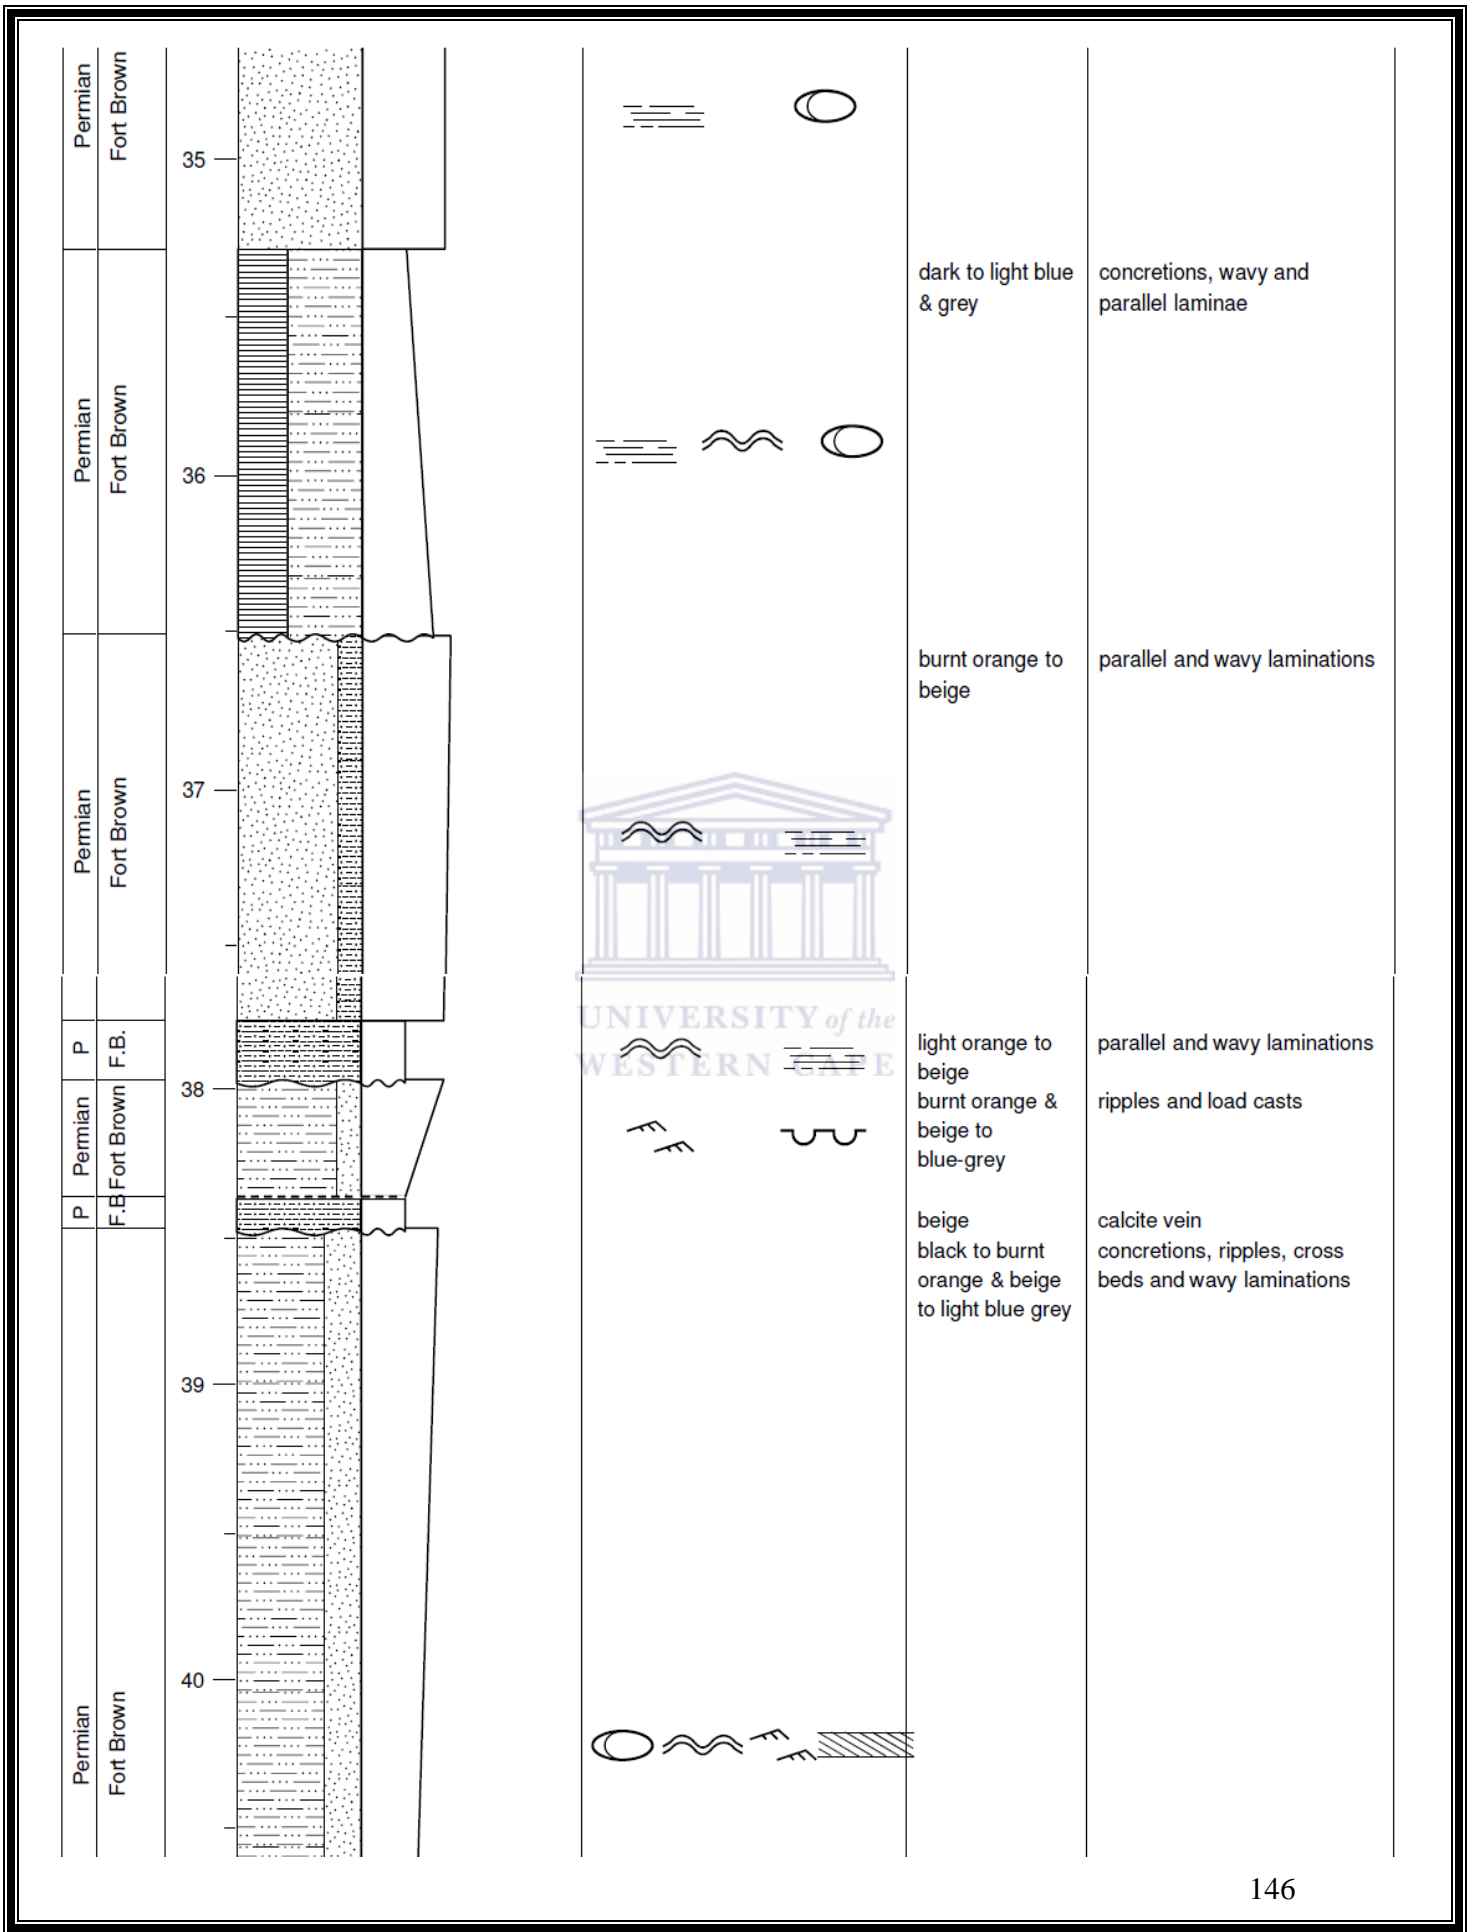 Permian
Fort Brown
35
dark to light blue
& grey
concretions, wavy and
parallel laminae
Permian
Fort Brown
36
burnt orange to
beige
parallel and wavy laminations
Permian
Fort Brown
37
UNIVERSITY of the
WESTERN CAPE
P
F.B.
light orange to
beige
parallel and wavy laminations
38
Permian
Fort Brown
burnt orange &
beige to
blue-grey
ripples and load casts
P
F.B
beige
calcite vein
black to burnt
orange & beige
to light blue grey
concretions, ripples, cross
beds and wavy laminations
39
40
Permian
Fort Brown
146